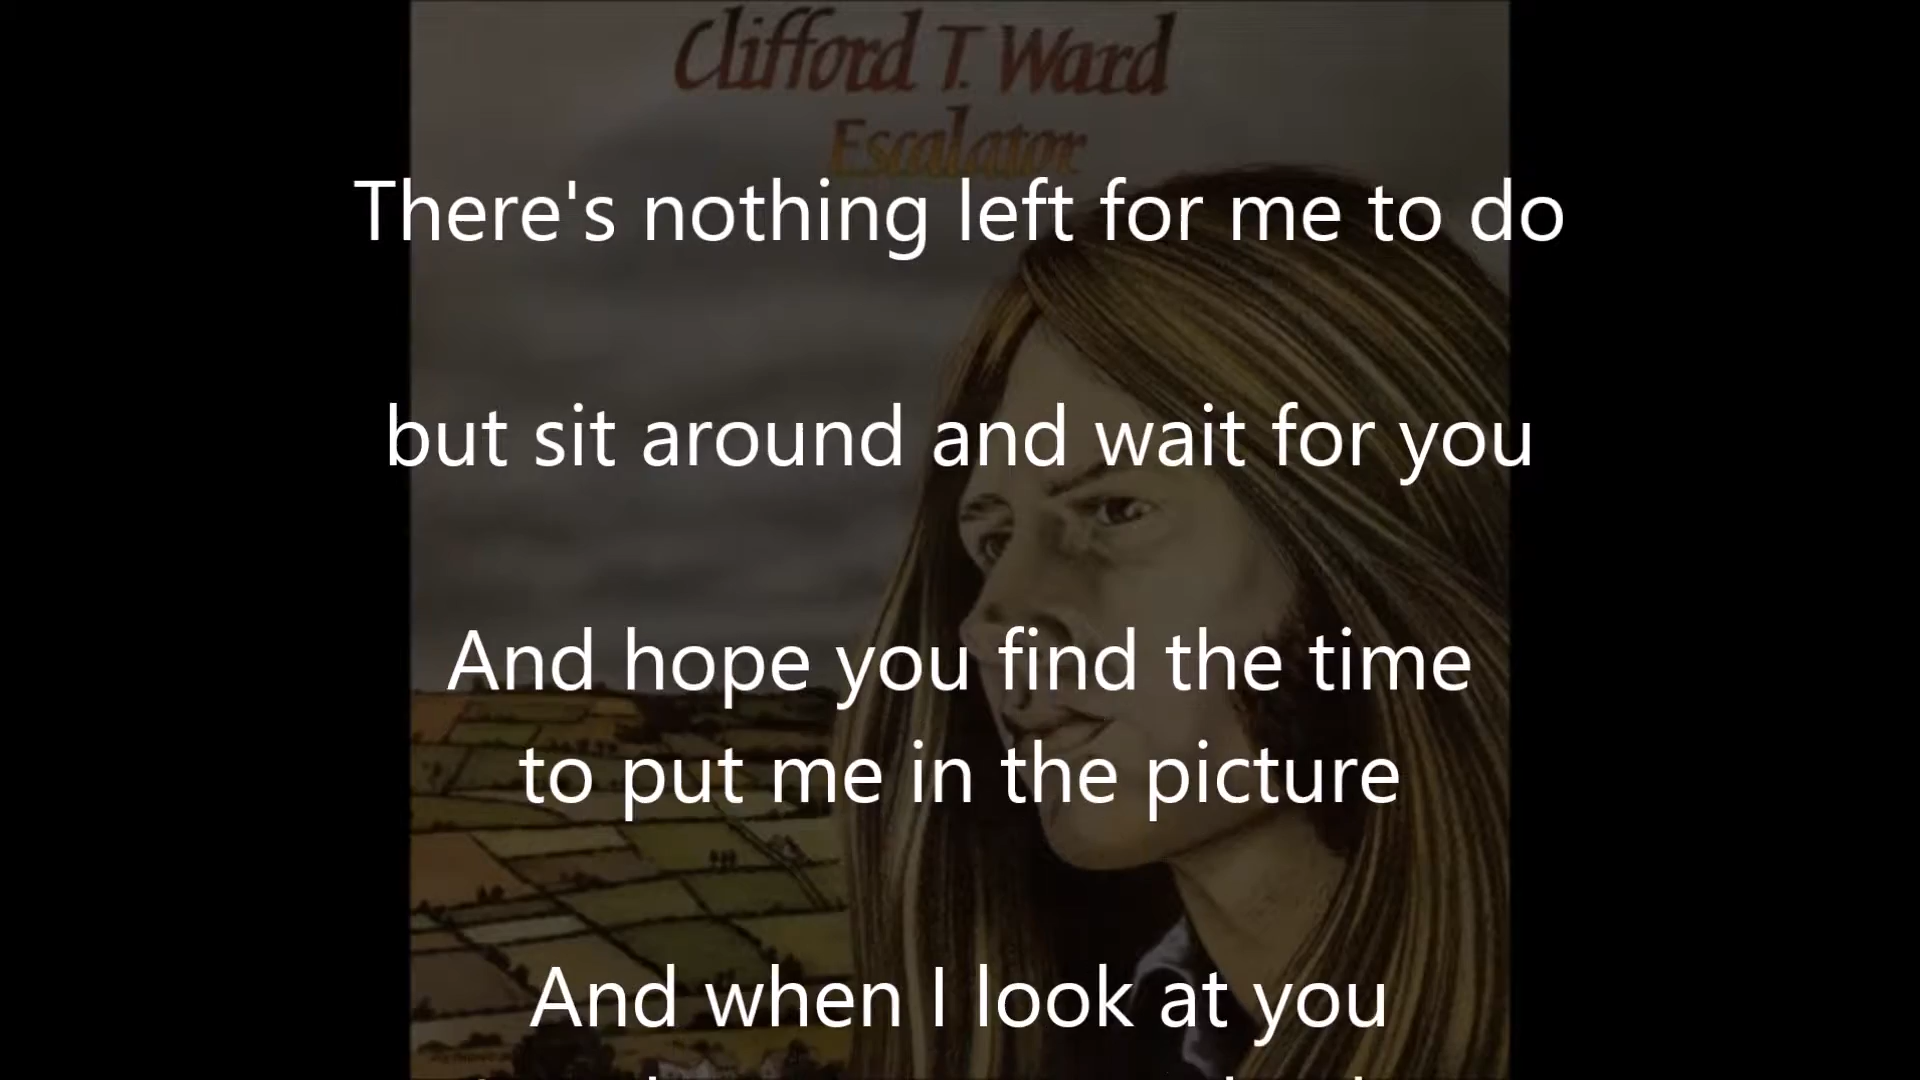 Clifford T. Ward
Escalator
There's nothing left for me to do
but sit around and wait for you
And hope you find the time
to put me in the picture
And when I look at you